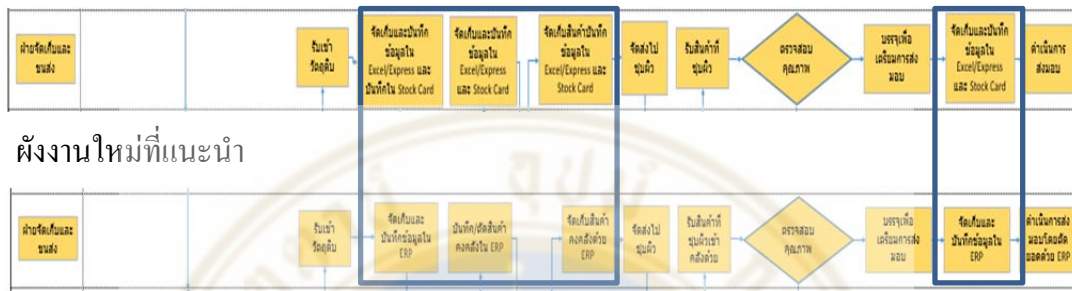 ฝ่ายจัดเก็บและ
ขนส่ง
รับเข้า
วัตถุดิบ
จัดเก็บและบันทึก
ข้อมูลใน
Excel/Express และ
บันทึกใน Stock Card
จัดเก็บและบันทึก
ข้อมูลใน
Excel/Express
และ Stock Card
จัดเก็บสินค้าบันทึก
ข้อมูลใน
Excel/Express และ
Stock Card
จัดส่งไป
ชุบผิว
รับสินค้าที่
ชุบผิว
ตรวจสอบ
คุณภาพ
บรรจุเพื่อ
เตรียมการส่ง
มอบ
จัดเก็บและบันทึก
ข้อมูลใน
Excel/Express
และ Stock Card
ดำเนินการ
ส่งมอบ
ผังงานใหม่ที่แนะนำ
ฝ่ายจัดเก็บและ
ขนส่ง
รับเข้า
วัตถุดิบ
จัดเก็บและ
บันทึกข้อมูลใน
ERP
บันทึก/ตัดสินค้า
คงคลังใน ERP
จัดเก็บสินค้า
คงคลังด้วย
ERP
จัดส่งไป
ชุบผิว
รับสินค้าที่
ชุบผิวเข้า
คลังด้วย
ตรวจสอบ
คุณภาพ
บรรจุเพื่อ
เตรียมการส่ง
มอบ
จัดเก็บและ
บันทึกข้อมูลใน
ERP
ดำเนินการส่ง
มอบโดยตัด
ยอดด้วย ERP